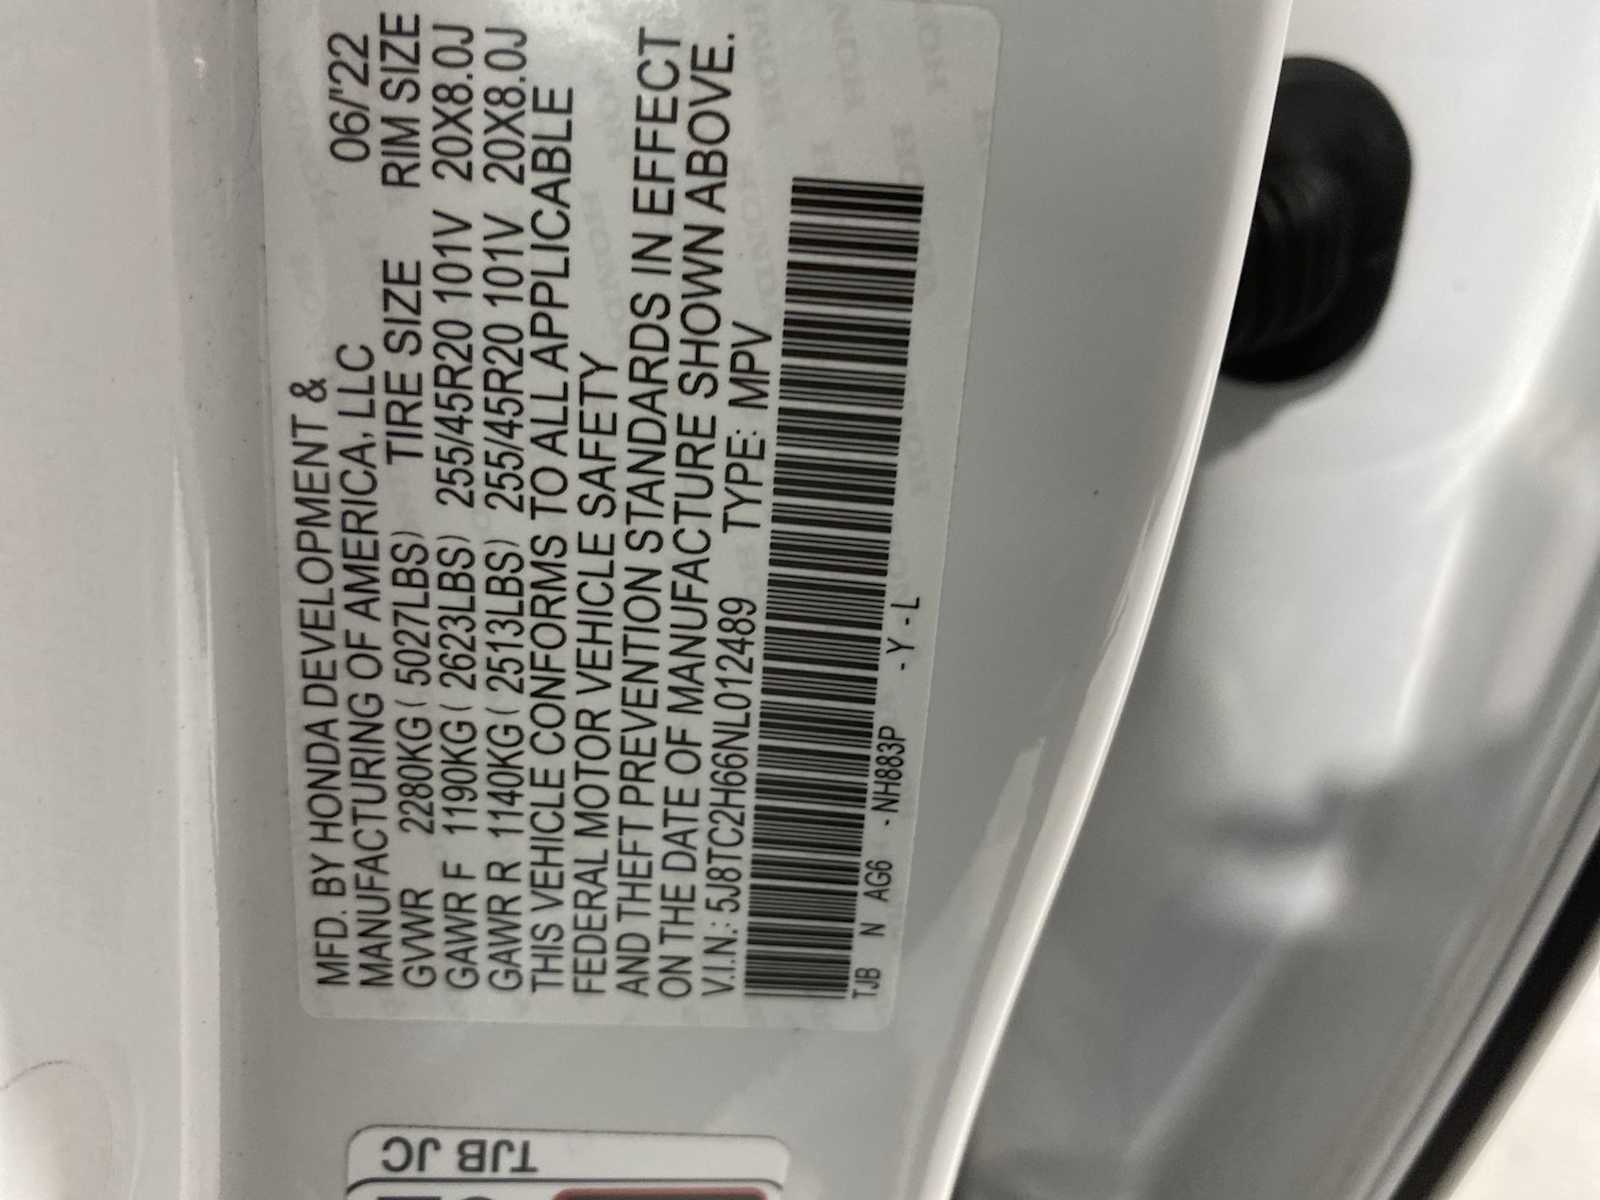 MFD. BY HONDA DEVELOPMENT &
MANUFACTURING OF AMERICA, LLC 06/'22
GVWR 2280KG ( 5027LBS) TIRE SIZE RIM SIZE
GAWR F 1190KG ( 2623LBS) 255/45R20 101V 20X8.0J
GAWR R 1140KG ( 2513LBS) 255/45R20 101V 20X8.0J
THIS VEHICLE CONFORMS TO ALL APPLICABLE
FEDERAL MOTOR VEHICLE SAFETY
AND THEFT PREVENTION STANDARDS IN EFFECT
ON THE DATE OF MANUFACTURE SHOWN ABOVE.
V.I.N.: 5J8TC2H66NL012489 TYPE: MPV
TJB N AG6 - NH883P - Y - L
TJB JC